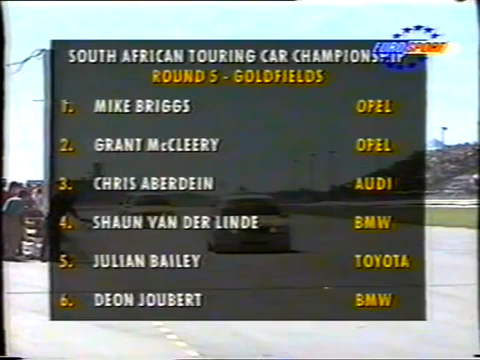 EUROSPORT
SOUTH AFRICAN TOURING CAR CHAMPIONSHIP
ROUND 5 - GOLDFIELDS
1. MIKE BRIGGS OPEL
2. GRANT McCLEERY OPEL
3. CHRIS ABERDEIN AUDI
4. SHAUN VAN DER LINDE BMW
5. JULIAN BAILEY TOYOTA
6. DEON JOUBERT BMW